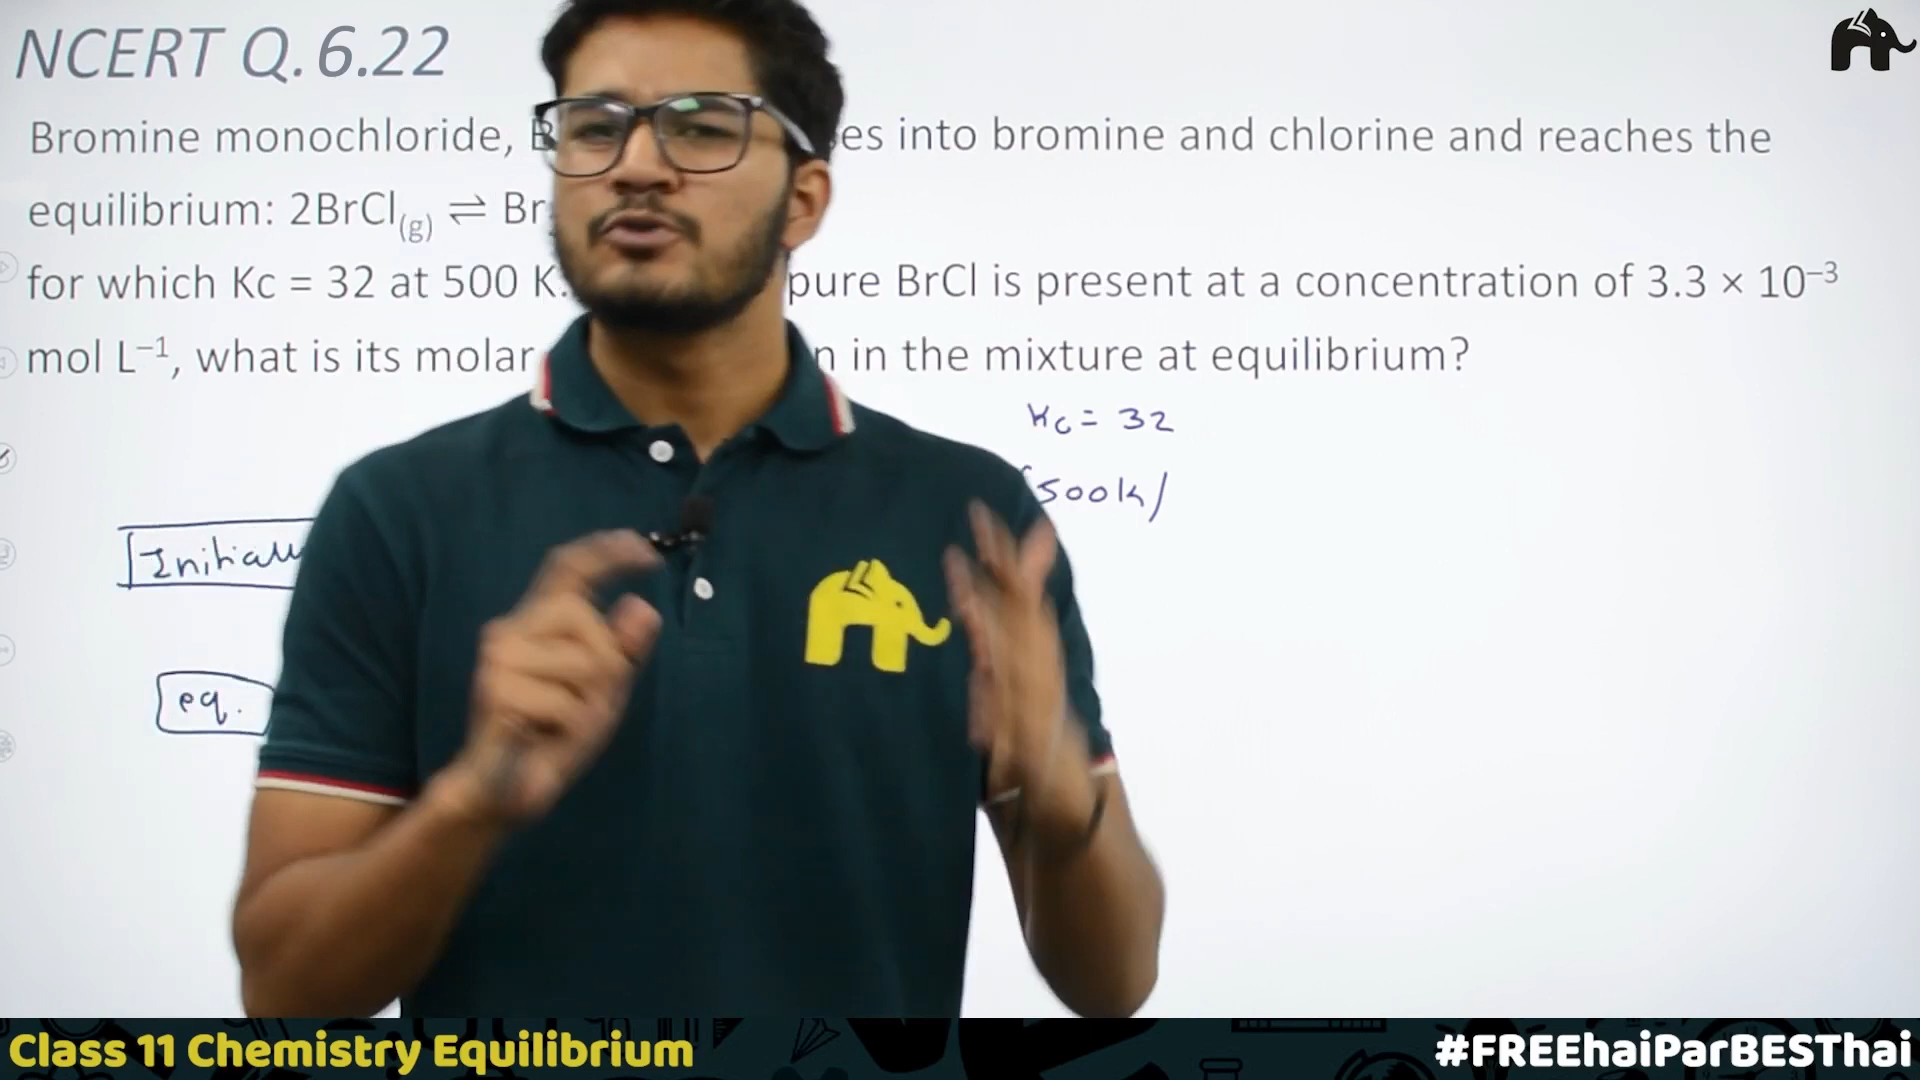 NCERT Q. 6.22
Bromine monochloride, es into bromine and chlorine and reaches the
equilibrium: 2BrCl(g) ⇌ Br
for which Kc = 32 at 500 K. pure BrCl is present at a concentration of 3.3 × 10⁻³
mol L⁻¹, what is its molar n in the mixture at equilibrium?
Kc = 32
500K
Initial
eq.
Class 11 Chemistry Equilibrium
#FREEhaiParBESThai